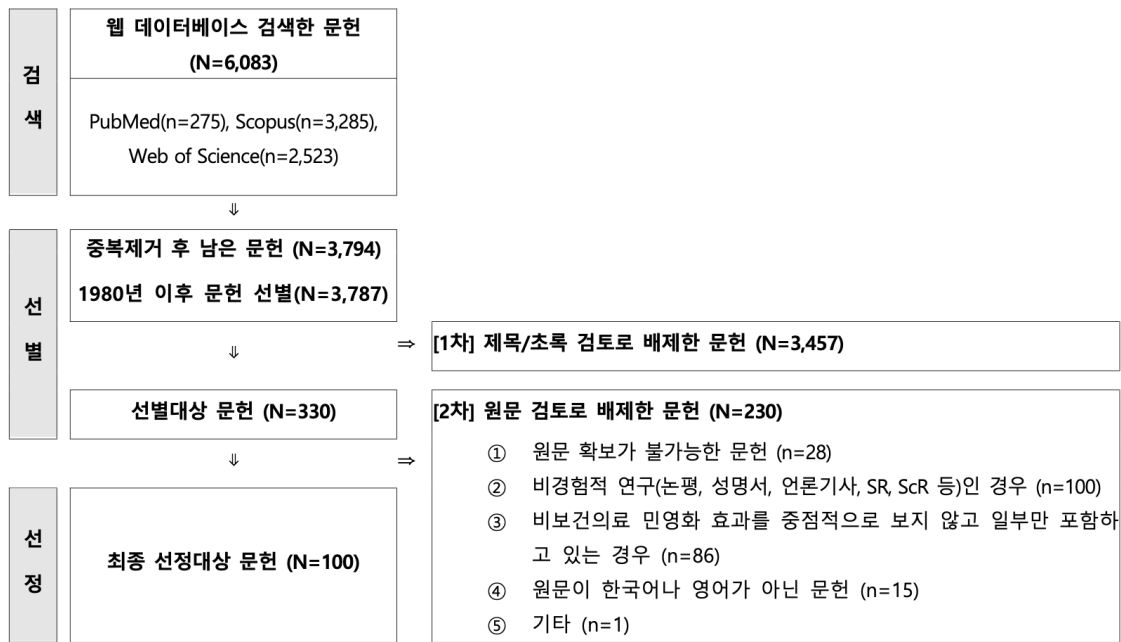 검
색
웹 데이터베이스 검색한 문헌
(N=6,083)
PubMed(n=275), Scopus(n=3,285),
Web of Science(n=2,523)
⇓
선
별
중복제거 후 남은 문헌 (N=3,794)
1980년 이후 문헌 선별(N=3,787)
⇓
⇒
[1차] 제목/초록 검토로 배제한 문헌 (N=3,457)
선별대상 문헌 (N=330)
⇓
⇒
[2차] 원문 검토로 배제한 문헌 (N=230)
① 원문 확보가 불가능한 문헌 (n=28)
② 비경험적 연구(논평, 성명서, 언론기사, SR, ScR 등)인 경우 (n=100)
③ 비보건의료 민영화 효과를 중점적으로 보지 않고 일부만 포함하
고 있는 경우 (n=86)
④ 원문이 한국어나 영어가 아닌 문헌 (n=15)
⑤ 기타 (n=1)
선
정
최종 선정대상 문헌 (N=100)